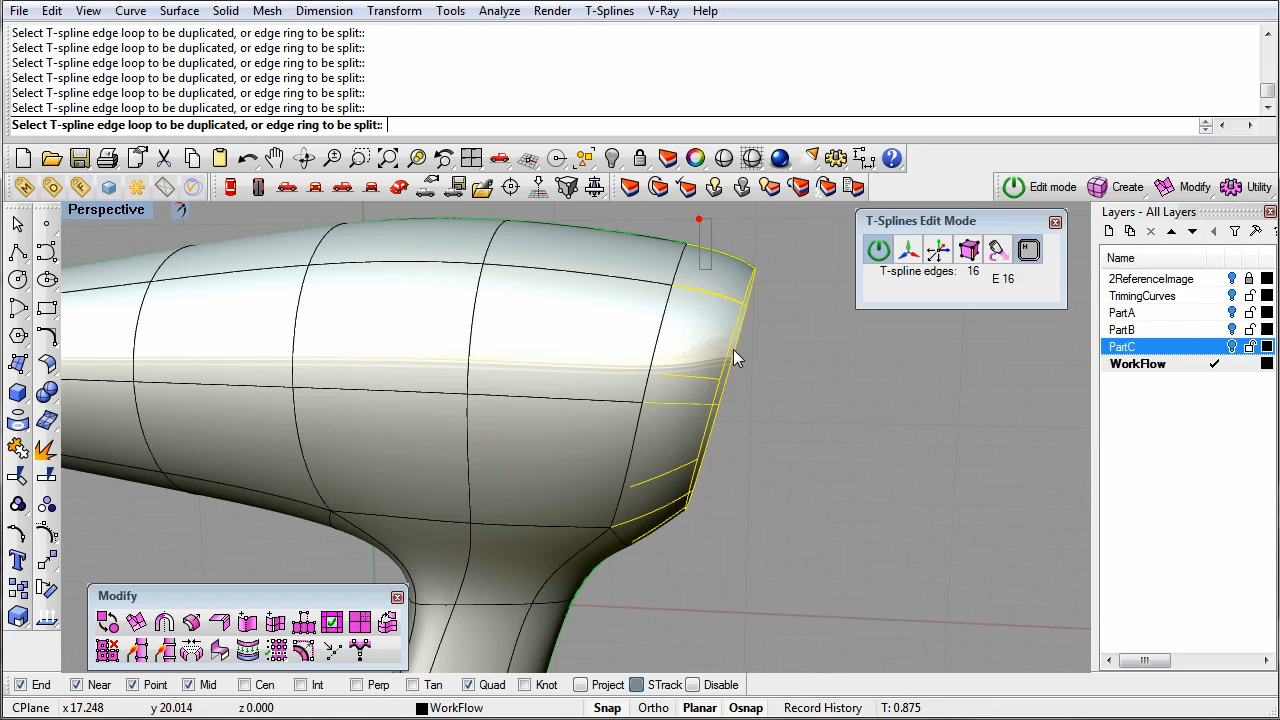 File Edit View Curve Surface Solid Mesh Dimension Transform Tools Analyze Render T-Splines V-Ray Help
Select T-spline edge loop to be duplicated, or edge ring to be split::
Select T-spline edge loop to be duplicated, or edge ring to be split::
Select T-spline edge loop to be duplicated, or edge ring to be split::
Select T-spline edge loop to be duplicated, or edge ring to be split::
Select T-spline edge loop to be duplicated, or edge ring to be split::
Select T-spline edge loop to be duplicated, or edge ring to be split::
Select T-spline edge loop to be duplicated, or edge ring to be split::
Edit mode Create Modify Utility
Perspective
T-Splines Edit Mode
T-spline edges: 16
E 16
Layers - All Layers
Name
2ReferenceImage
TrimingCurves
PartA
PartB
PartC
WorkFlow
Modify
End Near Point Mid Cen Int Perp Tan Quad Knot Project STrack Disable
CPlane x 17.248 y 20.014 z 0.000 WorkFlow Snap Ortho Planar Osnap Record History T: 0.875